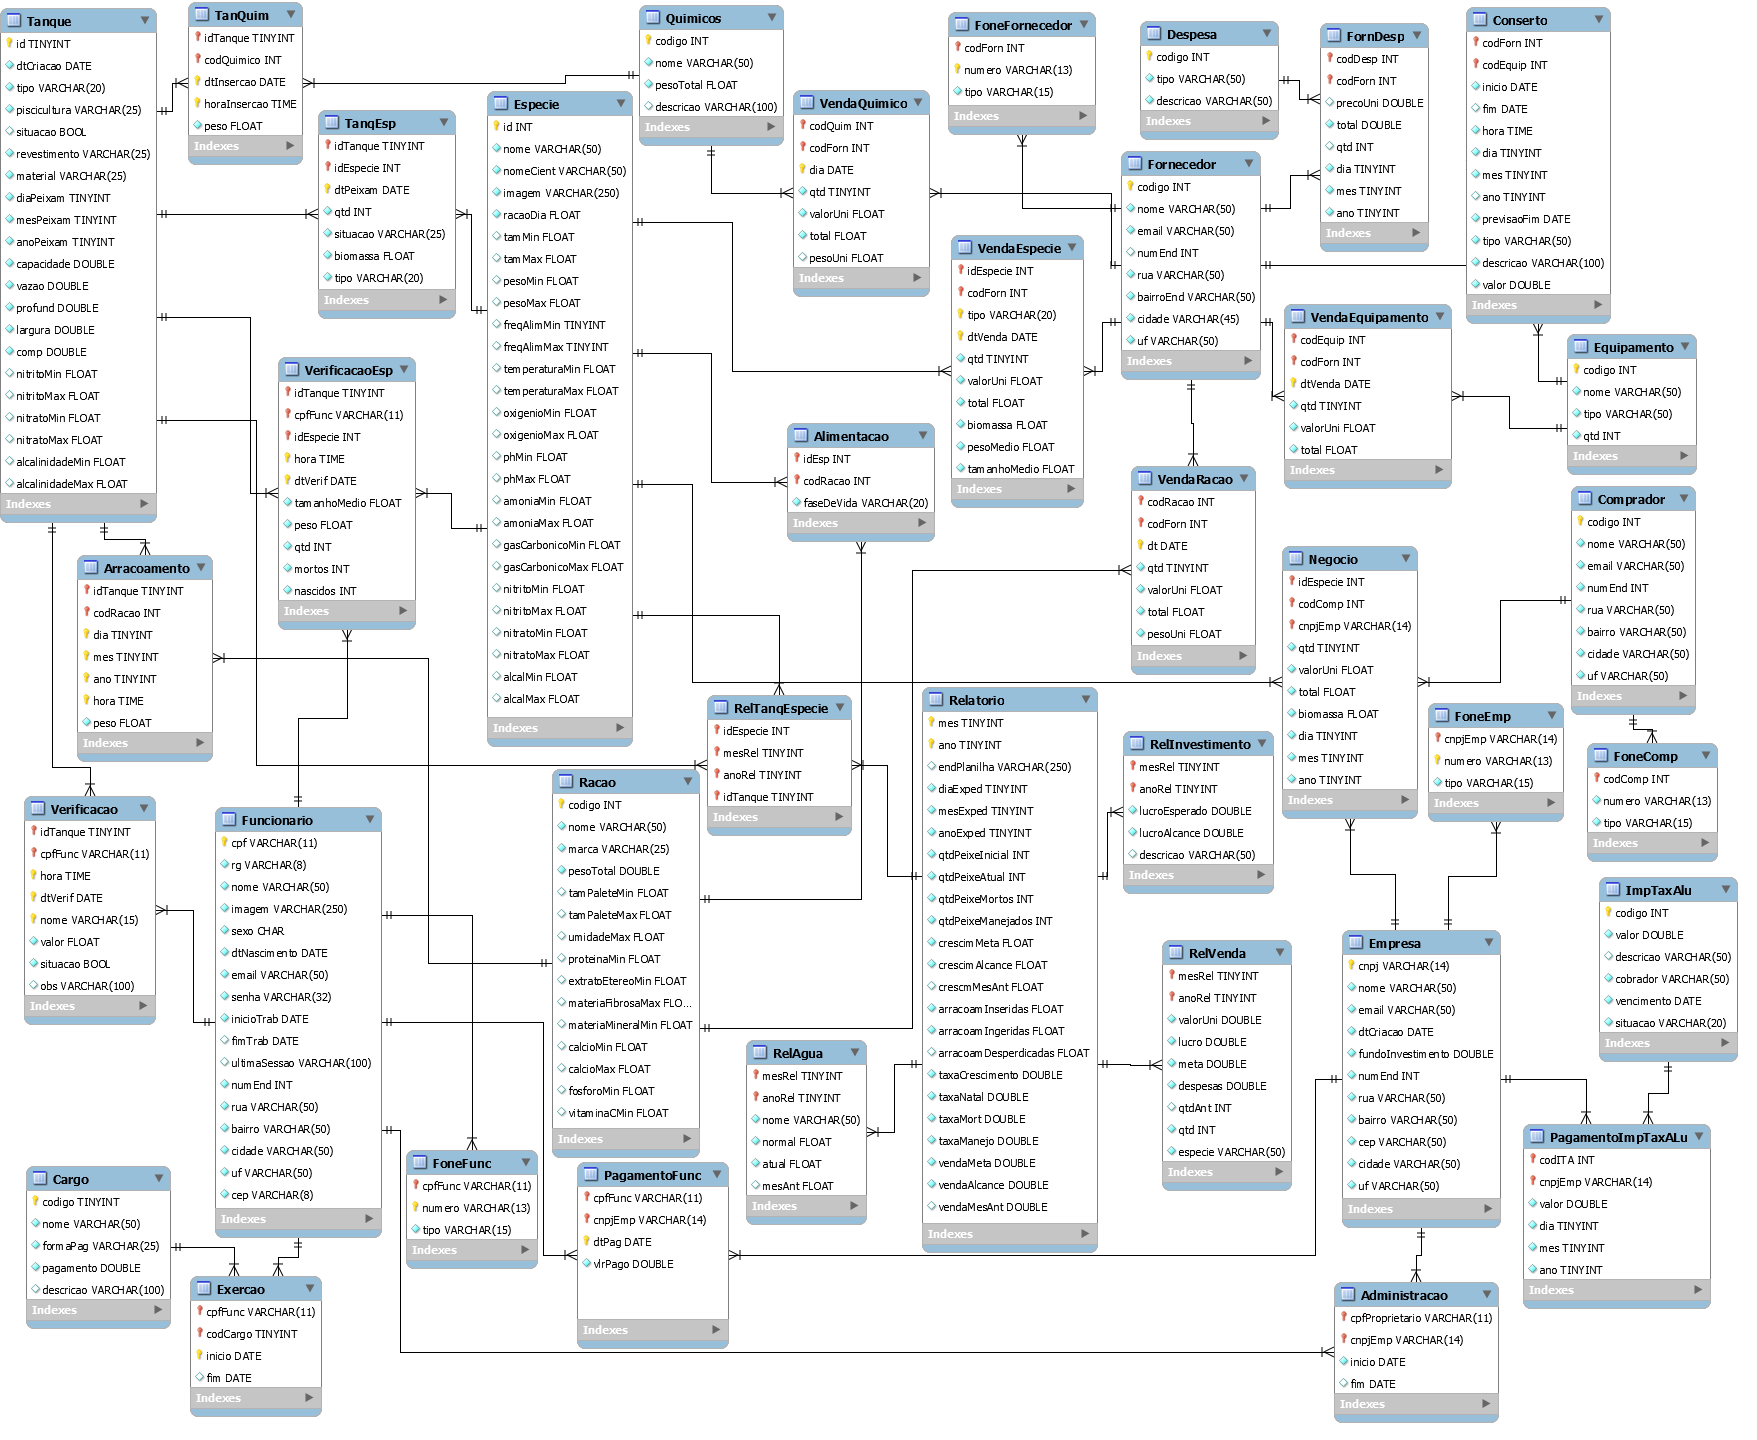 Tanque
id TINYINT
dtCriacao DATE
tipo VARCHAR(20)
piscicultura VARCHAR(25)
situacao BOOL
revestimento VARCHAR(25)
material VARCHAR(25)
diaPeixam TINYINT
mesPeixam TINYINT
anoPeixam TINYINT
capacidade DOUBLE
vazao DOUBLE
profund DOUBLE
largura DOUBLE
comp DOUBLE
nitritoMin FLOAT
nitritoMax FLOAT
nitratoMin FLOAT
nitratoMax FLOAT
alcalinidadeMin FLOAT
alcalinidadeMax FLOAT
Indexes
TanQuim
idTanque TINYINT
codQuimico INT
dtInsercao DATE
horaInsercao TIME
peso FLOAT
Indexes
TanqEsp
idTanque TINYINT
idEspecie INT
dtPeixam DATE
qtd INT
situacao VARCHAR(25)
biomassa FLOAT
tipo VARCHAR(20)
Indexes
Especie
id INT
nome VARCHAR(50)
nomeCient VARCHAR(50)
imagem VARCHAR(250)
racaoDia FLOAT
tamMin FLOAT
tamMax FLOAT
pesoMin FLOAT
pesoMax FLOAT
freqAlimMin TINYINT
freqAlimMax TINYINT
temperaturaMin FLOAT
temperaturaMax FLOAT
oxigenioMin FLOAT
oxigenioMax FLOAT
phMin FLOAT
phMax FLOAT
amoniaMin FLOAT
amoniaMax FLOAT
gasCarbonicoMin FLOAT
gasCarbonicoMax FLOAT
nitritoMin FLOAT
nitritoMax FLOAT
nitratoMin FLOAT
nitratoMax FLOAT
alcalMin FLOAT
alcalMax FLOAT
Indexes
Quimicos
codigo INT
nome VARCHAR(50)
pesoTotal FLOAT
descricao VARCHAR(100)
Indexes
VendaQuimico
codQuim INT
codForn INT
dia DATE
qtd TINYINT
valorUni FLOAT
total FLOAT
pesoUni FLOAT
Indexes
FoneFornecedor
codForn INT
numero VARCHAR(13)
tipo VARCHAR(15)
Indexes
Despesa
codigo INT
tipo VARCHAR(50)
descricao VARCHAR(50)
Indexes
FornDesp
codDesp INT
codForn INT
precoUni DOUBLE
total DOUBLE
qtd INT
dia TINYINT
mes TINYINT
ano TINYINT
Indexes
Conserto
codForn INT
codEquip INT
inicio DATE
fim DATE
hora TIME
dia TINYINT
mes TINYINT
ano TINYINT
previsaoFim DATE
tipo VARCHAR(50)
descricao VARCHAR(100)
valor DOUBLE
Indexes
Fornecedor
codigo INT
nome VARCHAR(50)
email VARCHAR(50)
numEnd INT
rua VARCHAR(50)
bairroEnd VARCHAR(50)
cidade VARCHAR(45)
uf VARCHAR(50)
Indexes
VendaEspecie
idEspecie INT
codForn INT
tipo VARCHAR(20)
dtVenda DATE
qtd TINYINT
valorUni FLOAT
total FLOAT
biomassa FLOAT
pesoMedio FLOAT
tamanhoMedio FLOAT
Indexes
VendaEquipamento
codEquip INT
codForn INT
dtVenda DATE
qtd TINYINT
valorUni FLOAT
total FLOAT
Indexes
Equipamento
codigo INT
nome VARCHAR(50)
tipo VARCHAR(50)
qtd INT
Indexes
VerificacaoEsp
idTanque TINYINT
cpfFunc VARCHAR(11)
idEspecie INT
hora TIME
dtVerif DATE
tamanhoMedio FLOAT
peso FLOAT
qtd INT
mortos INT
nascidos INT
Indexes
Alimentacao
idEsp INT
codRacao INT
faseDeVida VARCHAR(20)
Indexes
VendaRacao
codRacao INT
codForn INT
dt DATE
qtd TINYINT
valorUni FLOAT
total FLOAT
pesoUni FLOAT
Indexes
Comprador
codigo INT
nome VARCHAR(50)
email VARCHAR(50)
numEnd INT
rua VARCHAR(50)
bairro VARCHAR(50)
cidade VARCHAR(50)
uf VARCHAR(50)
Indexes
Negocio
idEspecie INT
codComp INT
cnpjEmp VARCHAR(14)
qtd TINYINT
valorUni FLOAT
total FLOAT
biomassa FLOAT
dia TINYINT
mes TINYINT
ano TINYINT
Indexes
Arracoamento
idTanque TINYINT
codRacao INT
dia TINYINT
mes TINYINT
ano TINYINT
hora TIME
peso FLOAT
Indexes
RelTanqEspecie
idEspecie INT
mesRel TINYINT
anoRel TINYINT
idTanque TINYINT
Indexes
Relatorio
mes TINYINT
ano TINYINT
endPlanilha VARCHAR(250)
diaExped TINYINT
mesExped TINYINT
anoExped TINYINT
qtdPeixeInicial INT
qtdPeixeAtual INT
qtdPeixeMortos INT
qtdPeixeManejados INT
crescimMeta FLOAT
crescimAlcance FLOAT
crescmMesAnt FLOAT
arracoamInseridas FLOAT
arracoamIngeridas FLOAT
arracoamDesperdicadas FLOAT
taxaCrescimento DOUBLE
taxaNatal DOUBLE
taxaMort DOUBLE
taxaManejo DOUBLE
vendaMeta DOUBLE
vendaAlcance DOUBLE
vendaMesAnt DOUBLE
Indexes
RelInvestimento
mesRel TINYINT
anoRel TINYINT
lucroEsperado DOUBLE
lucroAlcance DOUBLE
descricao VARCHAR(50)
Indexes
FoneEmp
cnpjEmp VARCHAR(14)
numero VARCHAR(13)
tipo VARCHAR(15)
Indexes
FoneComp
codComp INT
numero VARCHAR(13)
tipo VARCHAR(15)
Indexes
Verificacao
idTanque TINYINT
cpfFunc VARCHAR(11)
hora TIME
dtVerif DATE
nome VARCHAR(15)
valor FLOAT
situacao BOOL
obs VARCHAR(100)
Indexes
Funcionario
cpf VARCHAR(11)
rg VARCHAR(8)
nome VARCHAR(50)
imagem VARCHAR(250)
sexo CHAR
dtNascimento DATE
email VARCHAR(50)
senha VARCHAR(32)
inicioTrab DATE
fimTrab DATE
ultimaSessao VARCHAR(100)
numEnd INT
rua VARCHAR(50)
bairro VARCHAR(50)
cidade VARCHAR(50)
uf VARCHAR(50)
cep VARCHAR(8)
Indexes
Racao
codigo INT
nome VARCHAR(50)
marca VARCHAR(25)
pesoTotal DOUBLE
tamPaleteMin FLOAT
tamPaleteMax FLOAT
umidadeMax FLOAT
proteinaMin FLOAT
extratoEtereoMin FLOAT
materiaFibrosaMax FLO...
materiaMineralMin FLOAT
calcioMin FLOAT
calcioMax FLOAT
fosforoMin FLOAT
vitaminaCMin FLOAT
Indexes
ImpTaxAlu
codigo INT
valor DOUBLE
descricao VARCHAR(50)
cobrador VARCHAR(50)
vencimento DATE
situacao VARCHAR(20)
Indexes
Empresa
cnpj VARCHAR(14)
nome VARCHAR(50)
email VARCHAR(50)
dtCriacao DATE
fundoInvestimento DOUBLE
numEnd INT
rua VARCHAR(50)
bairro VARCHAR(50)
cep VARCHAR(50)
cidade VARCHAR(50)
uf VARCHAR(50)
Indexes
RelVenda
mesRel TINYINT
anoRel TINYINT
valorUni DOUBLE
lucro DOUBLE
meta DOUBLE
despesas DOUBLE
qtdAnt INT
qtd INT
especie VARCHAR(50)
Indexes
RelAgua
mesRel TINYINT
anoRel TINYINT
nome VARCHAR(50)
normal FLOAT
atual FLOAT
mesAnt FLOAT
Indexes
PagamentoImpTaxALu
codITA INT
cnpjEmp VARCHAR(14)
valor DOUBLE
dia TINYINT
mes TINYINT
ano TINYINT
Indexes
Cargo
codigo TINYINT
nome VARCHAR(50)
formaPag VARCHAR(25)
pagamento DOUBLE
descricao VARCHAR(100)
Indexes
FoneFunc
cpfFunc VARCHAR(11)
numero VARCHAR(13)
tipo VARCHAR(15)
Indexes
PagamentoFunc
cpfFunc VARCHAR(11)
cnpjEmp VARCHAR(14)
dtPag DATE
vlrPago DOUBLE
Indexes
Exercao
cpfFunc VARCHAR(11)
codCargo TINYINT
inicio DATE
fim DATE
Indexes
Administracao
cpfProprietario VARCHAR(11)
cnpjEmp VARCHAR(14)
inicio DATE
fim DATE
Indexes